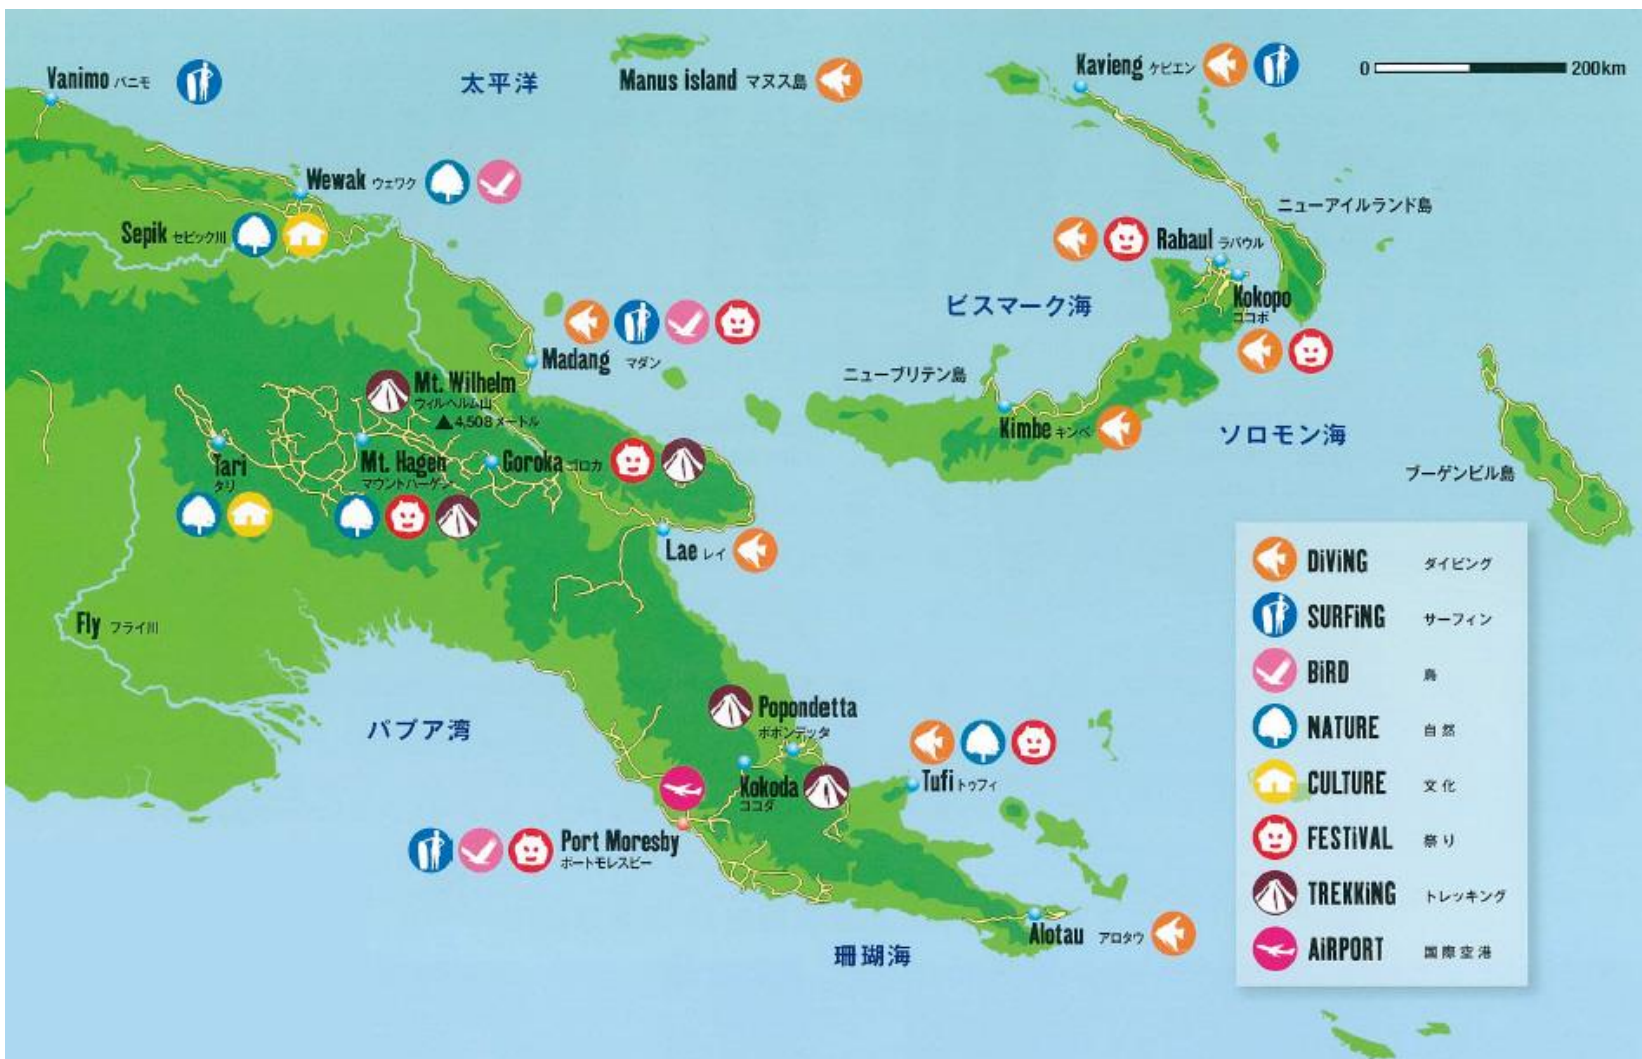 Vanimo バニモ
太平洋
Manus island マヌス島
Kavieng ケビエン
0 200km
Wewak ウェワク
Sepik セピック川
ニューアイルランド島
Rabaul ラバウル
ビスマーク海
Kokopo
ココポ
Madang マダン
Mt. Wilhelm
ウィルヘルム山
▲4,508メートル
ニューブリテン島
Kimbe キンベ
ソロモン海
Tari
タリ
Mt. Hagen
マウントハーゲン
Goroka ゴロカ
ブーゲンビル島
Lae レイ
Fly フライ川
パプア湾
Popondetta
ポポンデッタ
Kokoda
ココダ
Tufi トゥフィ
Port Moresby
ポートモレスビー
Alotau アロタウ
珊瑚海
DiViNG ダイビング
SURFiNG サーフィン
BiRD 鳥
NATURE 自然
CULTURE 文化
FESTiVAL 祭り
TREKKiNG トレッキング
AiRPORT 国際空港